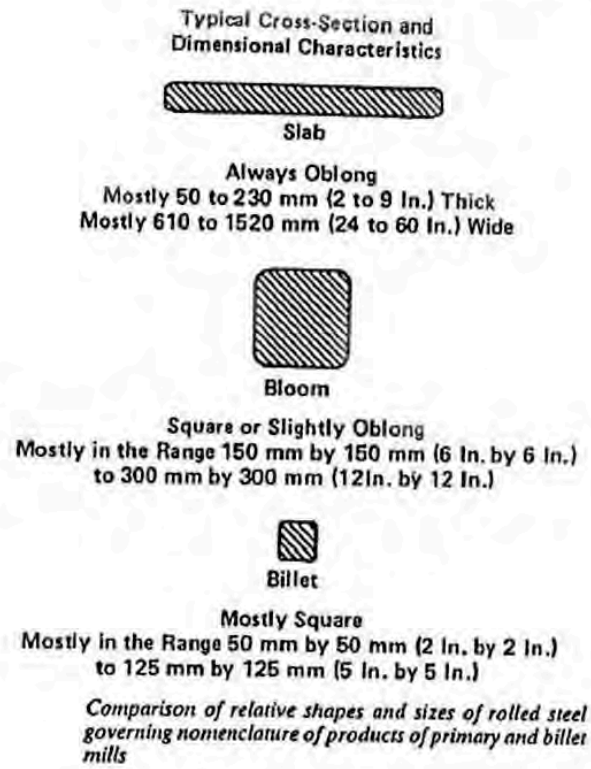 Typical Cross-Section and
Dimensional Characteristics
Slab
Always Oblong
Mostly 50 to 230 mm (2 to 9 In.) Thick
Mostly 610 to 1520 mm (24 to 60 In.) Wide
Bloom
Square or Slightly Oblong
Mostly in the Range 150 mm by 150 mm (6 In. by 6 In.)
to 300 mm by 300 mm (12In. by 12 In.)
Billet
Mostly Square
Mostly in the Range 50 mm by 50 mm (2 In. by 2 In.)
to 125 mm by 125 mm (5 In. by 5 In.)
Comparison of relative shapes and sizes of rolled steel
governing nomenclature of products of primary and billet
mills